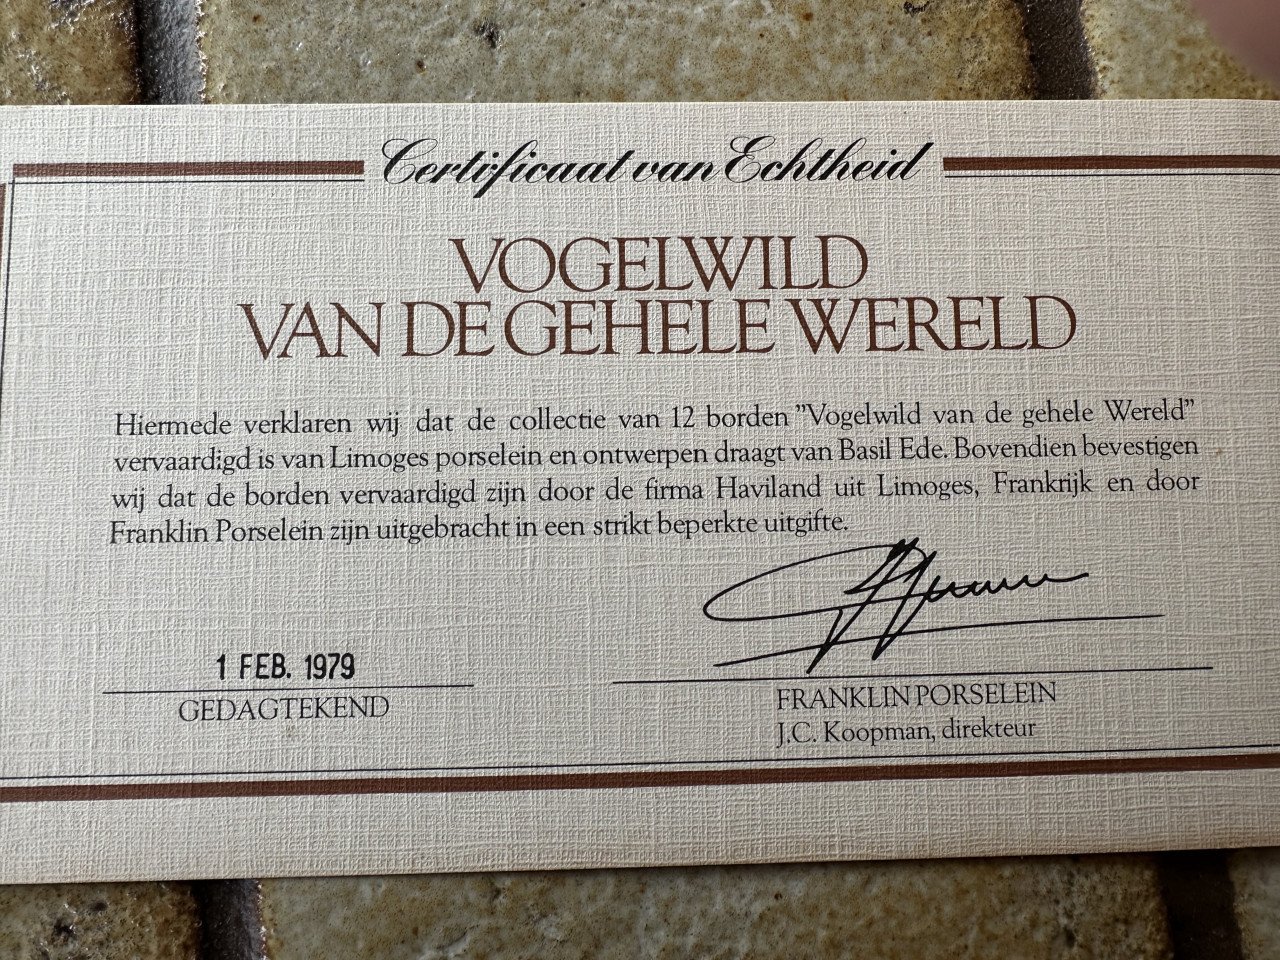 Certificaat van Echtheid
VOGELWILD
VAN DE GEHELE WERELD
Hiermede verklaren wij dat de collectie van 12 borden "Vogelwild van de gehele Wereld"
vervaardigd is van Limoges porselein en ontwerpen draagt van Basil Ede. Bovendien bevestigen
wij dat de borden vervaardigd zijn door de firma Haviland uit Limoges, Frankrijk en door
Franklin Porselein zijn uitgebracht in een strikt beperkte uitgifte.
1 FEB. 1979
GEDAGTEKEND
FRANKLIN PORSELEIN
J.C. Koopman, direkteur